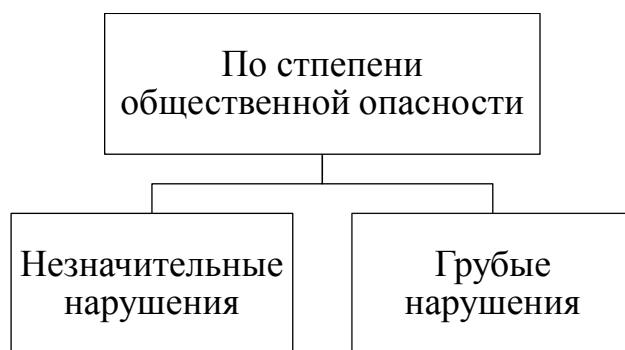 По стпепени
общественной опасности
Незначительные
нарушения
Грубые
нарушения